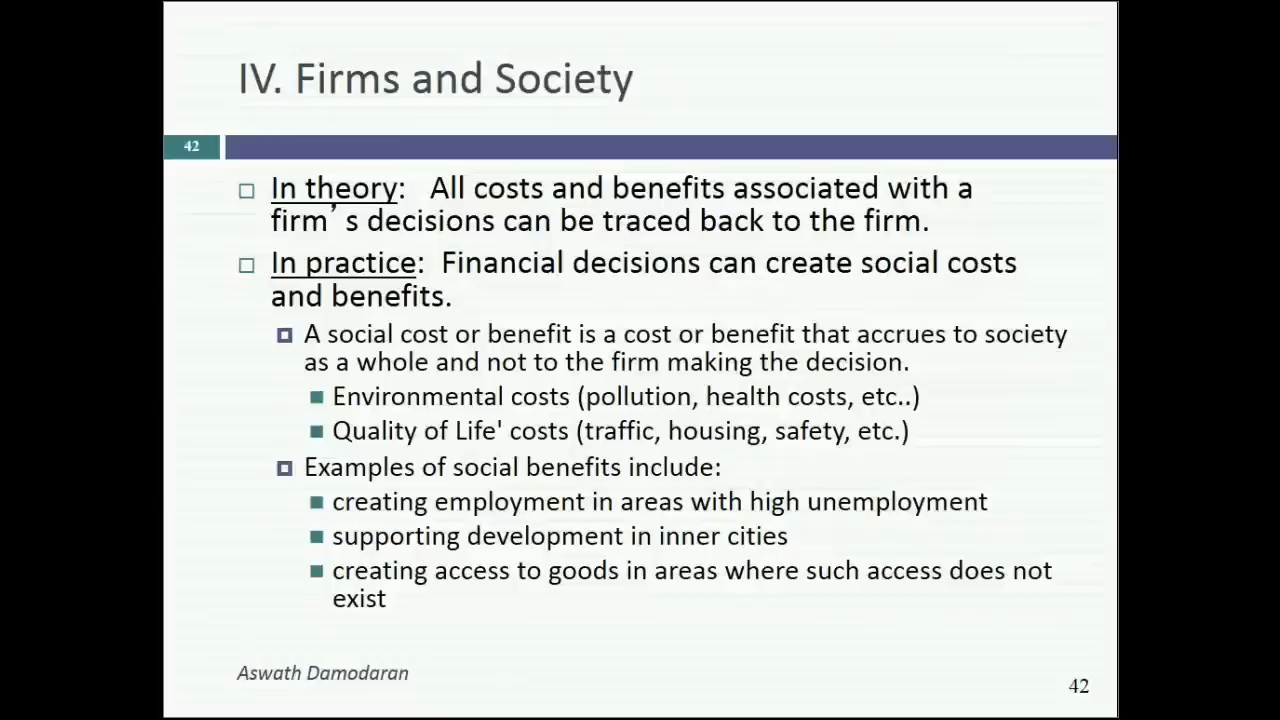 IV. Firms and Society
42
In theory: All costs and benefits associated with a
firm’s decisions can be traced back to the firm.
In practice: Financial decisions can create social costs
and benefits.
A social cost or benefit is a cost or benefit that accrues to society
as a whole and not to the firm making the decision.
Environmental costs (pollution, health costs, etc..)
Quality of Life' costs (traffic, housing, safety, etc.)
Examples of social benefits include:
creating employment in areas with high unemployment
supporting development in inner cities
creating access to goods in areas where such access does not
exist
Aswath Damodaran
42